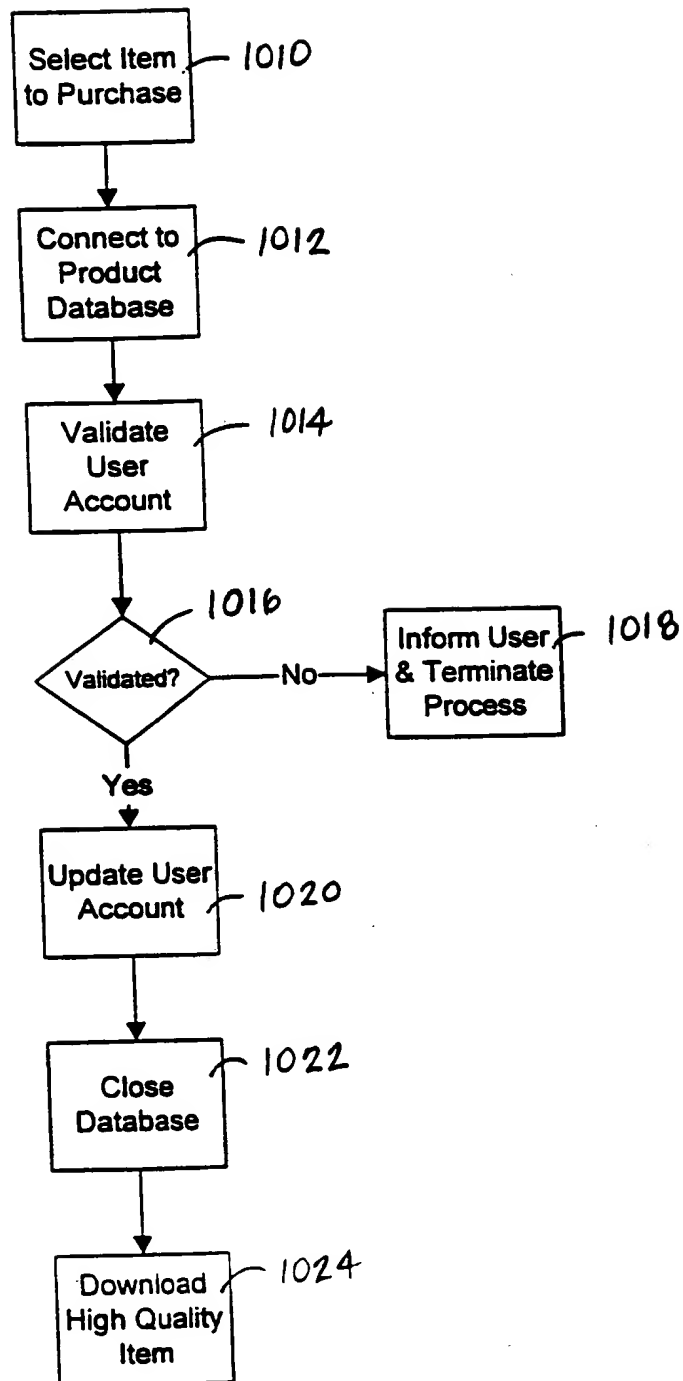 Select Item
to Purchase
1010
Connect to
Product
Database
1012
Validate
User
Account
1014
Validated?
1016
No
Inform User
& Terminate
Process
1018
Yes
Update User
Account
1020
Close
Database
1022
Download
High Quality
Item
1024